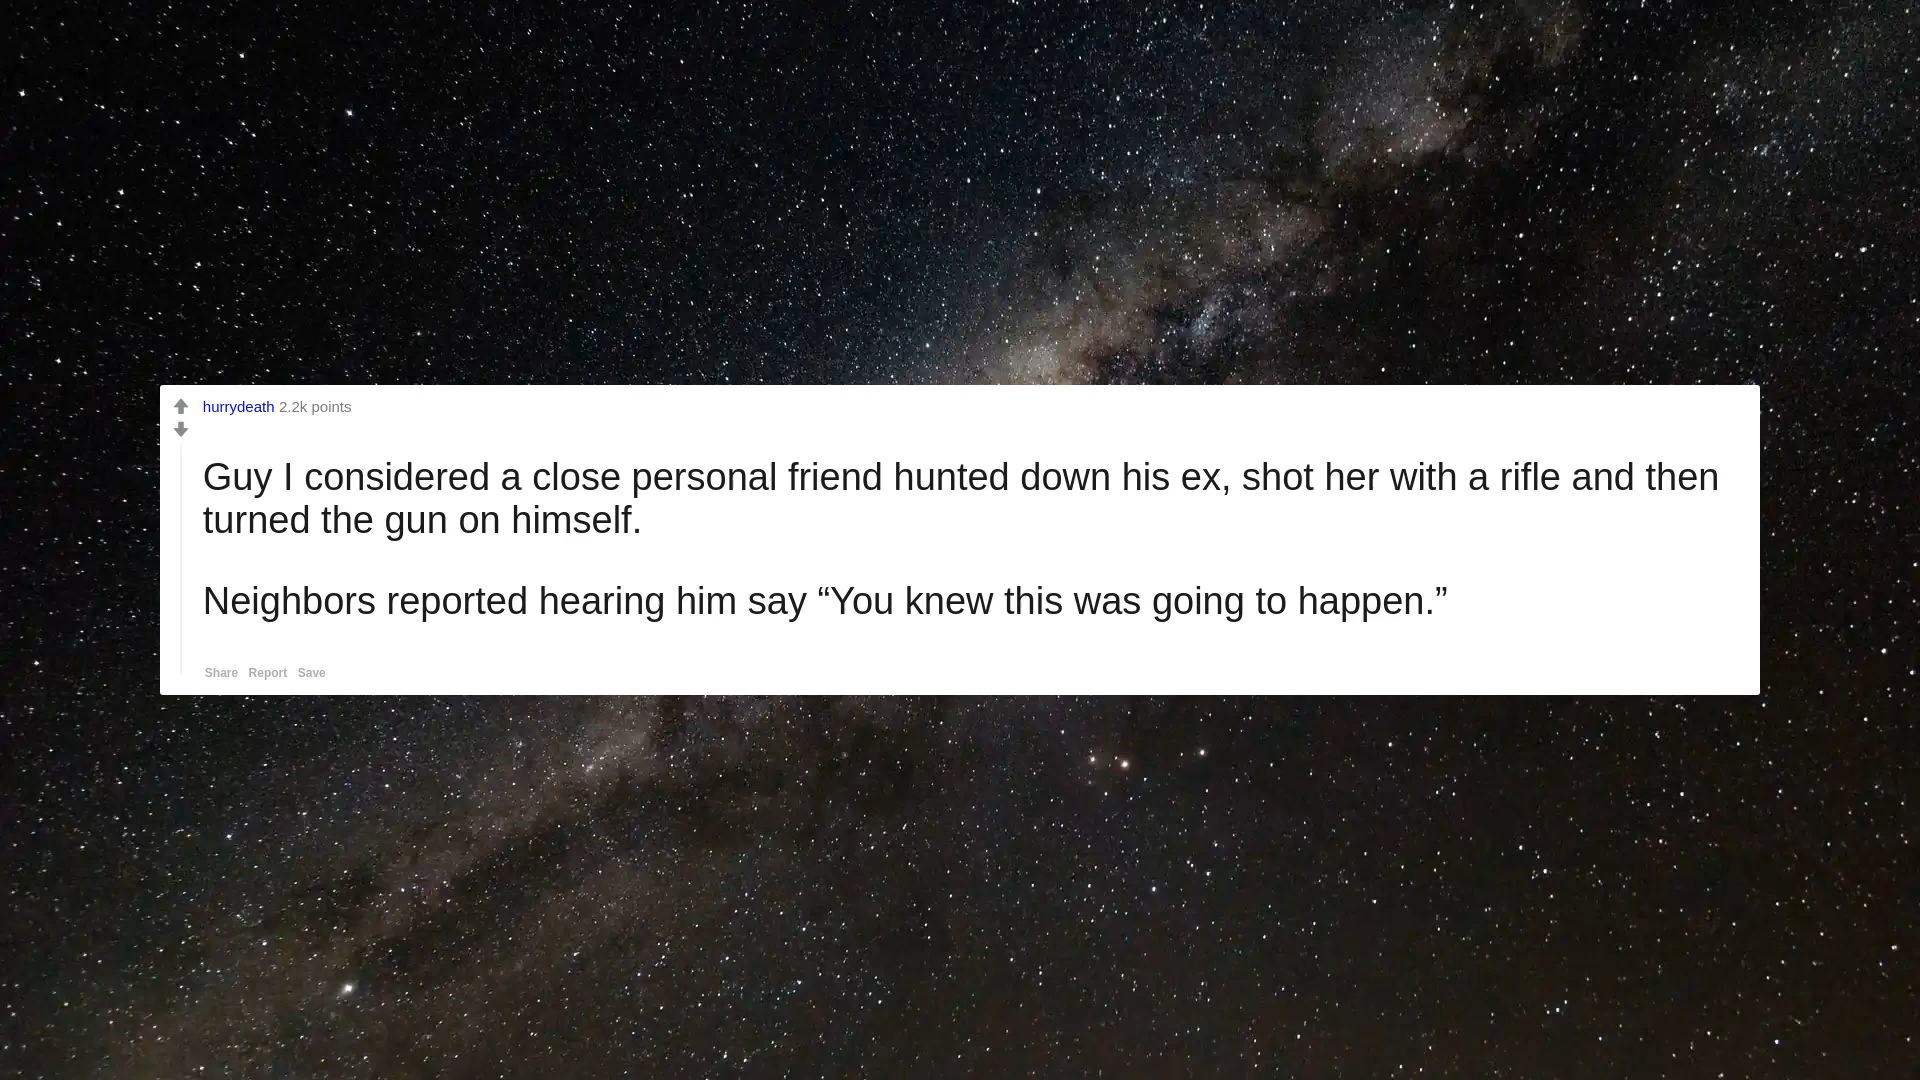 hurrydeath 2.2k points
Guy I considered a close personal friend hunted down his ex, shot her with a rifle and then
turned the gun on himself.
Neighbors reported hearing him say “You knew this was going to happen.”
Share Report Save